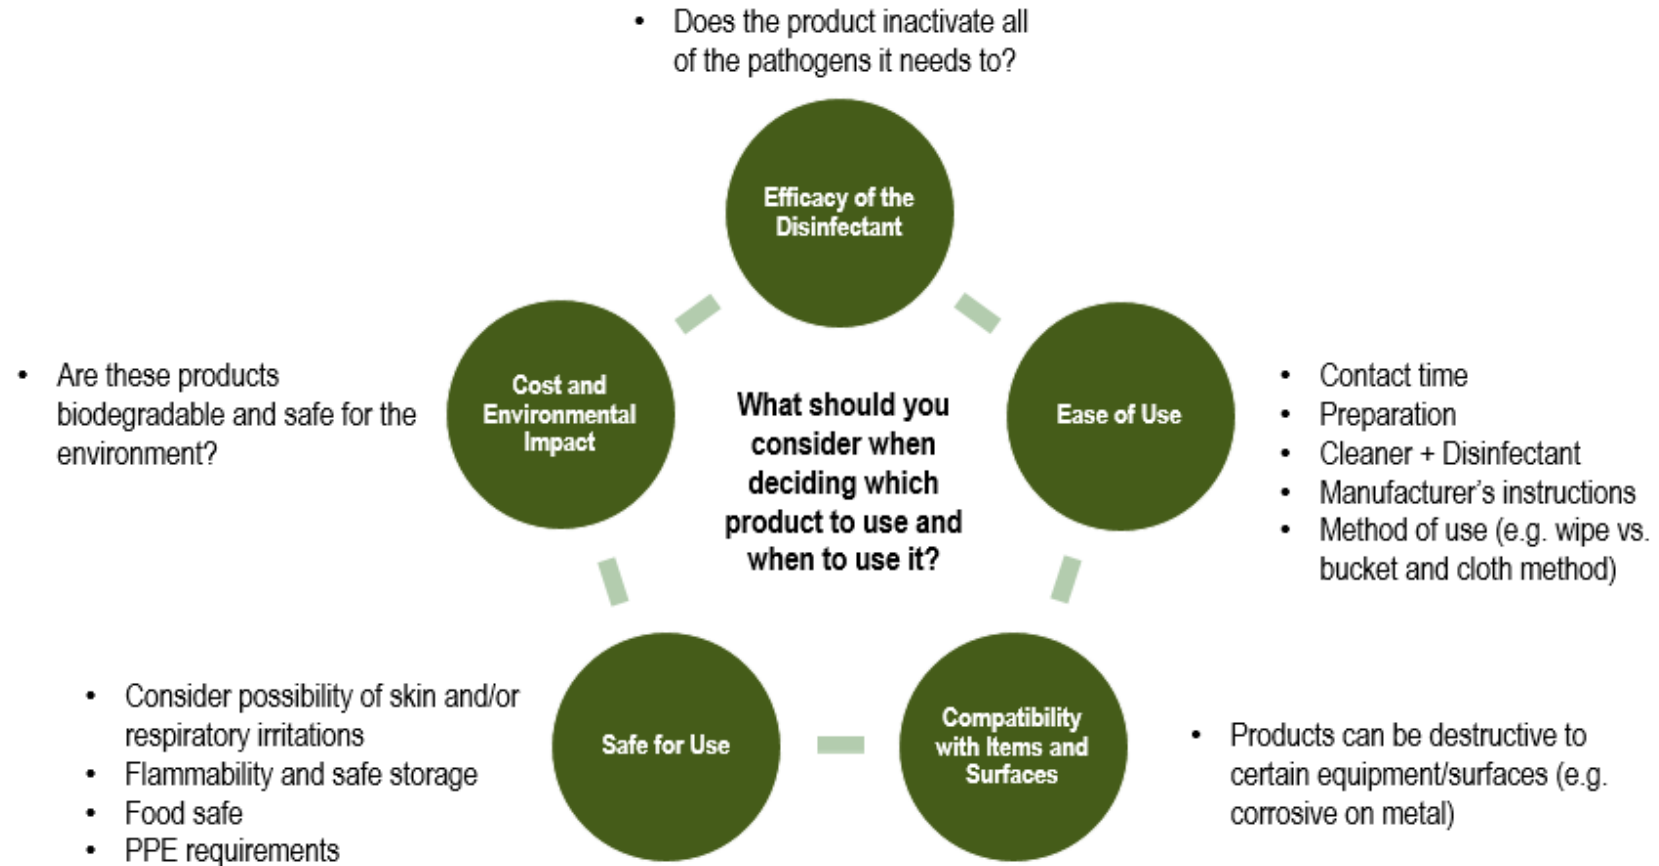 • Does the product inactivate all
of the pathogens it needs to?
Efficacy of the
Disinfectant
Cost and
Environmental
Impact
• Are these products
biodegradable and safe for the
environment?
What should you
consider when
deciding which
product to use and
when to use it?
Ease of Use
• Contact time
• Preparation
• Cleaner + Disinfectant
• Manufacturer’s instructions
• Method of use (e.g. wipe vs.
bucket and cloth method)
• Consider possibility of skin and/or
respiratory irritations
• Flammability and safe storage
• Food safe
• PPE requirements
Safe for Use
Compatibility
with Items and
Surfaces
• Products can be destructive to
certain equipment/surfaces (e.g.
corrosive on metal)